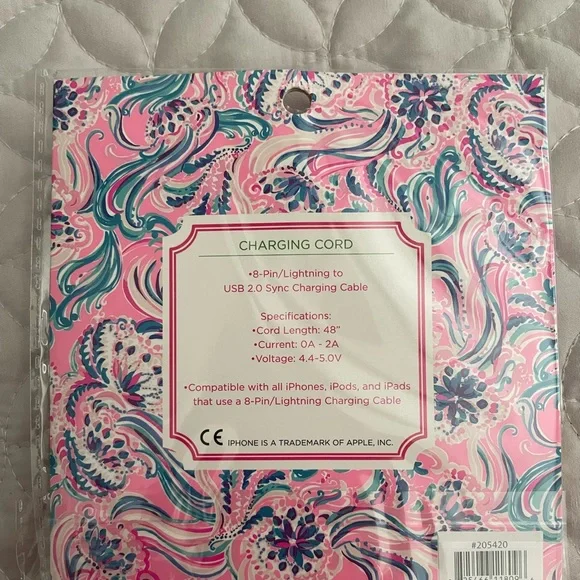 CHARGING CORD
•8-Pin/Lightning to
USB 2.0 Sync Charging Cable
Specifications:
•Cord Length: 48"
•Current: 0A - 2A
•Voltage: 4.4-5.0V
•Compatible with all iPhones, iPods, and iPads
that use a 8-Pin/Lightning Charging Cable
CE IPHONE IS A TRADEMARK OF APPLE, INC.
#205420